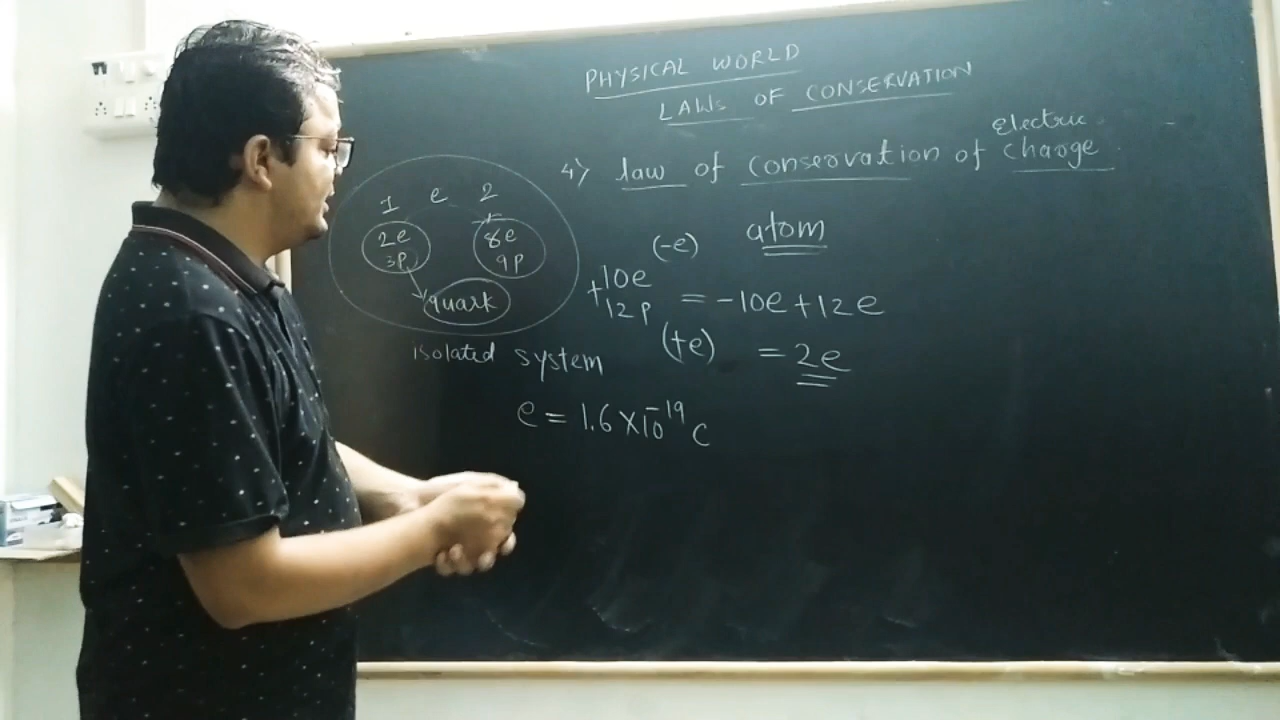 PHYSICAL WORLD
LAWS OF CONSERVATION
Electric
4) law of conservation of charge
1 e 2
2e 8e
3p 9p
quark
isolated system
(-e) atom
+10e
12p = -10e+12e
(+e) = 2e
e = 1.6 x 10⁻¹⁹ C